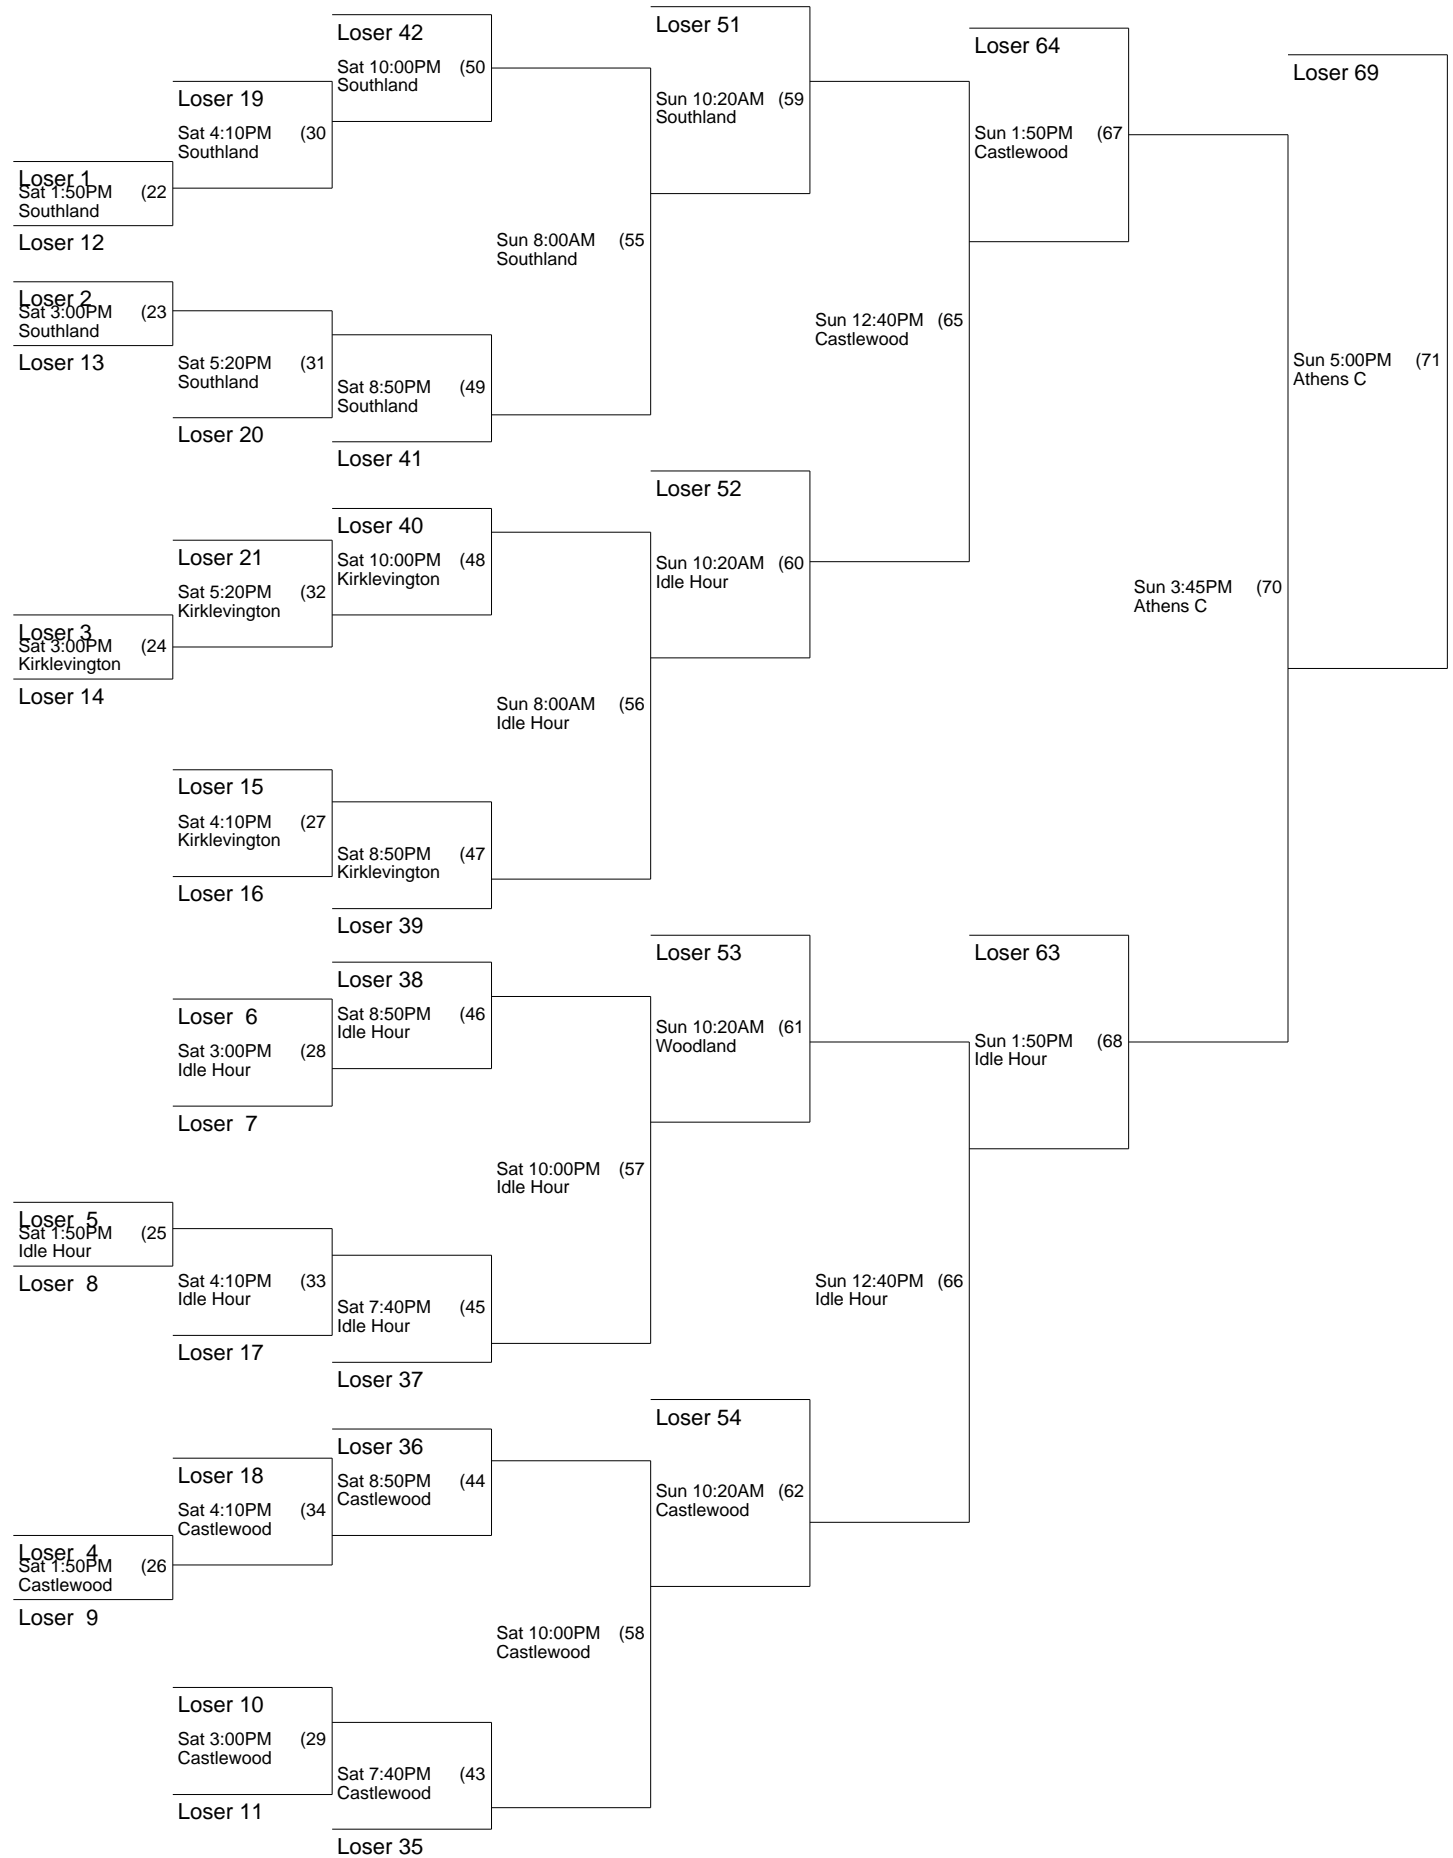 Loser 42
Sat 10:00PM (50
Southland
Loser 19
Sat 4:10PM (30
Southland
Loser 1
Sat 1:50PM (22
Southland
Loser 12
Loser 2
Sat 3:00PM (23
Southland
Loser 13
Sat 5:20PM (31
Southland
Loser 20
Sat 8:50PM (49
Southland
Loser 41
Sun 8:00AM (55
Southland
Loser 51
Sun 10:20AM (59
Southland
Loser 40
Sat 10:00PM (48
Kirklevington
Loser 21
Sat 5:20PM (32
Kirklevington
Loser 3
Sat 3:00PM (24
Kirklevington
Loser 14
Loser 15
Sat 4:10PM (27
Kirklevington
Loser 16
Sat 8:50PM (47
Kirklevington
Loser 39
Sun 8:00AM (56
Idle Hour
Loser 52
Sun 10:20AM (60
Idle Hour
Sun 12:40PM (65
Castlewood
Loser 64
Sun 1:50PM (67
Castlewood
Loser 38
Sat 8:50PM (46
Idle Hour
Loser 6
Sat 3:00PM (28
Idle Hour
Loser 7
Loser 5
Sat 1:50PM (25
Idle Hour
Loser 8
Sat 4:10PM (33
Idle Hour
Loser 17
Sat 7:40PM (45
Idle Hour
Loser 37
Sat 10:00PM (57
Idle Hour
Loser 53
Sun 10:20AM (61
Woodland
Loser 36
Sat 8:50PM (44
Castlewood
Loser 18
Sat 4:10PM (34
Castlewood
Loser 4
Sat 1:50PM (26
Castlewood
Loser 9
Loser 10
Sat 3:00PM (29
Castlewood
Loser 11
Sat 7:40PM (43
Castlewood
Loser 35
Sat 10:00PM (58
Castlewood
Loser 54
Sun 10:20AM (62
Castlewood
Sun 12:40PM (66
Idle Hour
Loser 63
Sun 1:50PM (68
Idle Hour
Sun 3:45PM (70
Athens C
Loser 69
Sun 5:00PM (71
Athens C